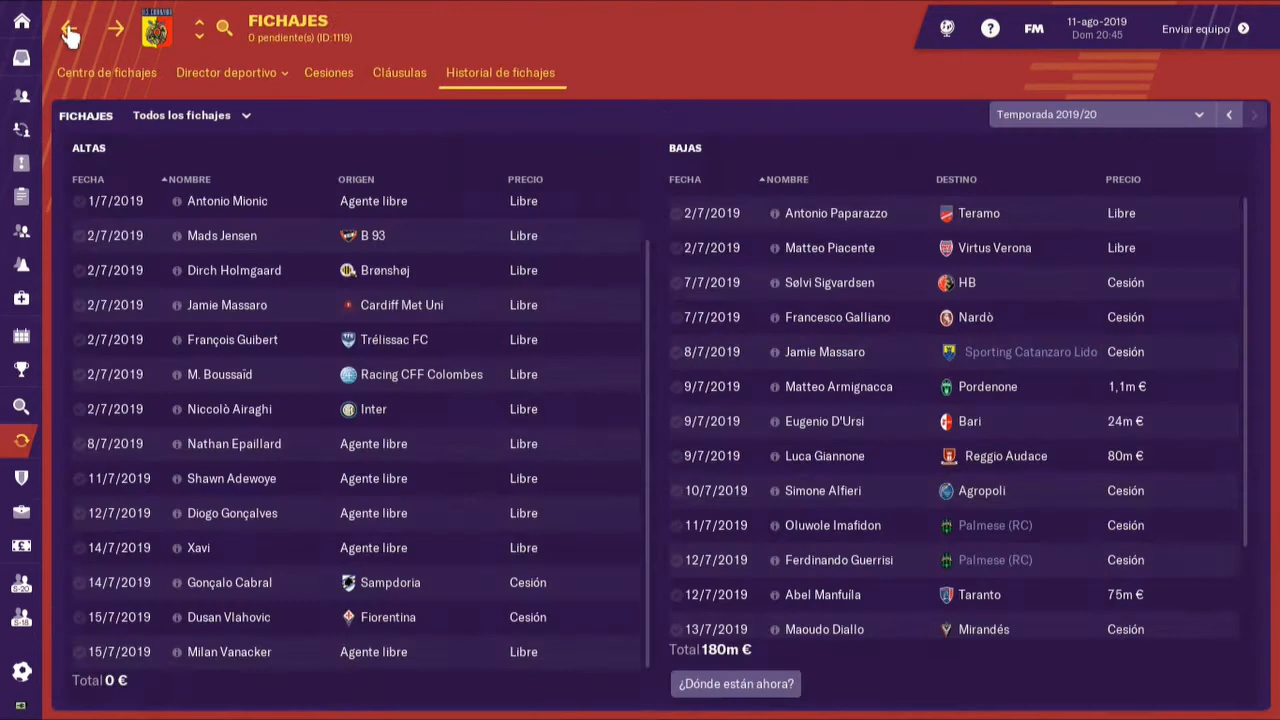 FICHAJES
0 pendiente(s) (ID:1119)
FM
11-ago-2019
Dom 20:45
Enviar equipo
Centro de fichajes
Director deportivo
Cesiones
Cláusulas
Historial de fichajes
FICHAJES Todos los fichajes
Temporada 2019/20
ALTAS
FECHA NOMBRE ORIGEN PRECIO
1/7/2019 Antonio Mionic Agente libre Libre
2/7/2019 Mads Jensen B 93 Libre
2/7/2019 Dirch Holmgaard Brønshøj Libre
2/7/2019 Jamie Massaro Cardiff Met Uni Libre
2/7/2019 François Guibert Trélissac FC Libre
2/7/2019 M. Boussaïd Racing CFF Colombes Libre
2/7/2019 Niccolò Airaghi Inter Libre
8/7/2019 Nathan Epaillard Agente libre Libre
11/7/2019 Shawn Adewoye Agente libre Libre
12/7/2019 Diogo Gonçalves Agente libre Libre
14/7/2019 Xavi Agente libre Libre
14/7/2019 Gonçalo Cabral Sampdoria Cesión
15/7/2019 Dusan Vlahovic Fiorentina Cesión
15/7/2019 Milan Vanacker Agente libre Libre
Total 0 €
BAJAS
FECHA NOMBRE DESTINO PRECIO
2/7/2019 Antonio Paparazzo Teramo Libre
2/7/2019 Matteo Piacente Virtus Verona Libre
7/7/2019 Sølvi Sigvardsen HB Cesión
7/7/2019 Francesco Galliano Nardò Cesión
8/7/2019 Jamie Massaro Sporting Catanzaro Lido Cesión
9/7/2019 Matteo Armignacca Pordenone 1,1m €
9/7/2019 Eugenio D'Ursi Bari 24m €
9/7/2019 Luca Giannone Reggio Audace 80m €
10/7/2019 Simone Alfieri Agropoli Cesión
11/7/2019 Oluwole Imafidon Palmese (RC) Cesión
12/7/2019 Ferdinando Guerrisi Palmese (RC) Cesión
12/7/2019 Abel Manfuila Taranto 75m €
13/7/2019 Maoudo Diallo Mirandés Cesión
Total 180m €
¿Dónde están ahora?
S-20
S-18